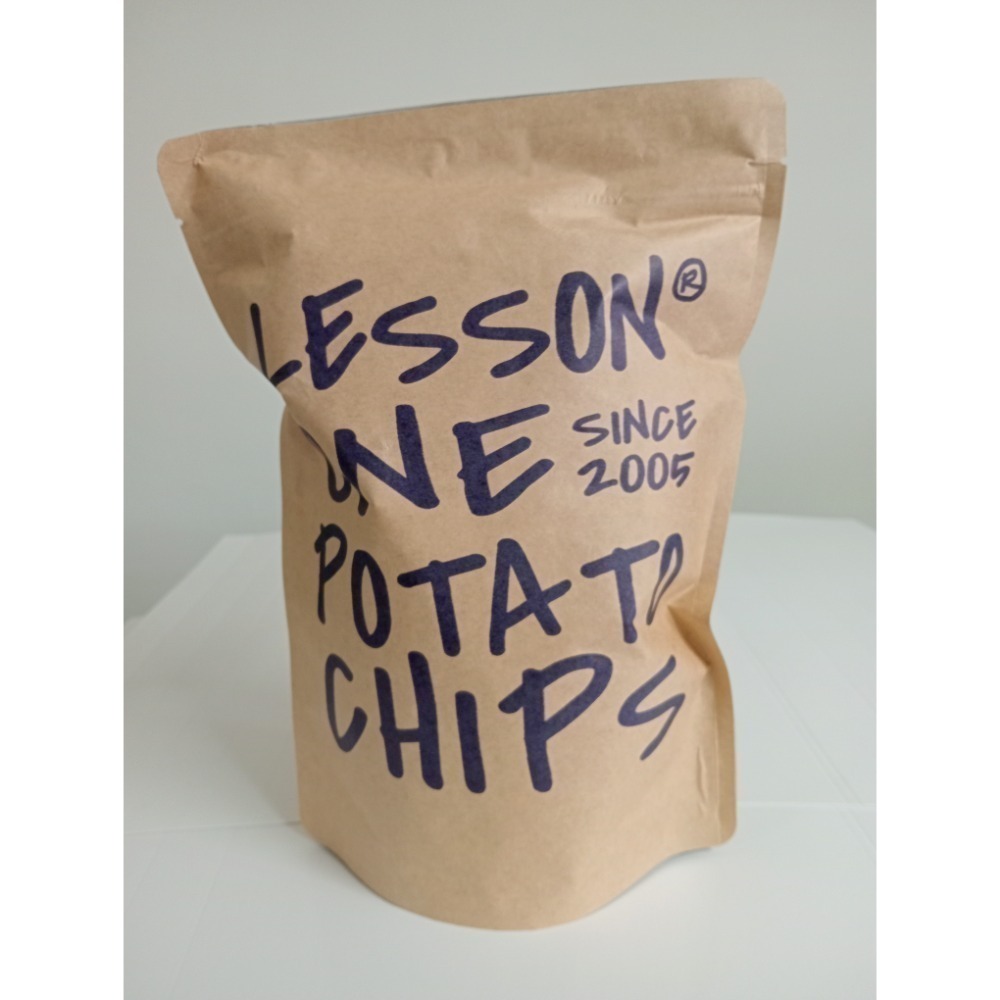 LESSON®
ONE
SINCE
2005
POTATO
CHIPS